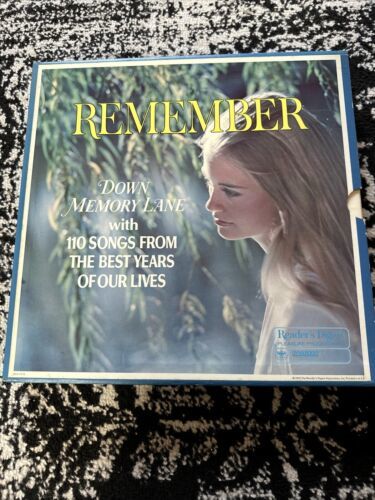 REMEMBER
DOWN
MEMORY LANE
with
110 SONGS FROM
THE BEST YEARS
OF OUR LIVES
Reader's Digest